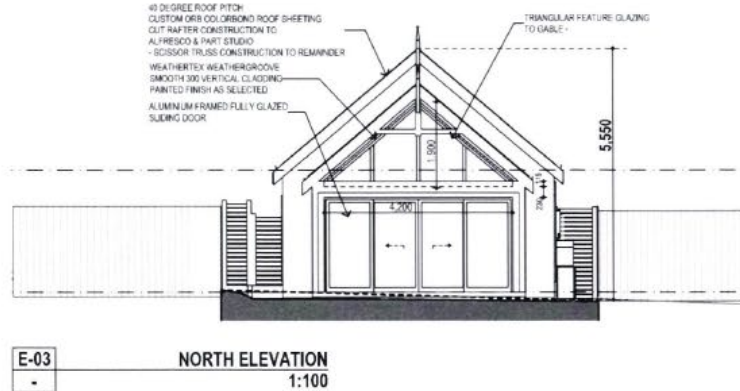 40 DEGREE ROOF PITCH
CUSTOM ORB COLORBOND ROOF SHEETING
CUT RAFTER CONSTRUCTION TO
ALFRESCO & PART STUDIO
- SCISSOR TRUSS CONSTRUCTION TO REMAINDER
WEATHERTEX WEATHERGROOVE
SMOOTH 300 VERTICAL CLADDING
PAINTED FINISH AS SELECTED
ALUMINIUM FRAMED FULLY GLAZED
SLIDING DOOR
TRIANGULAR FEATURE GLAZING
TO GABLE -
5,550
1,900
115
4,200
E-03
NORTH ELEVATION
-
1:100